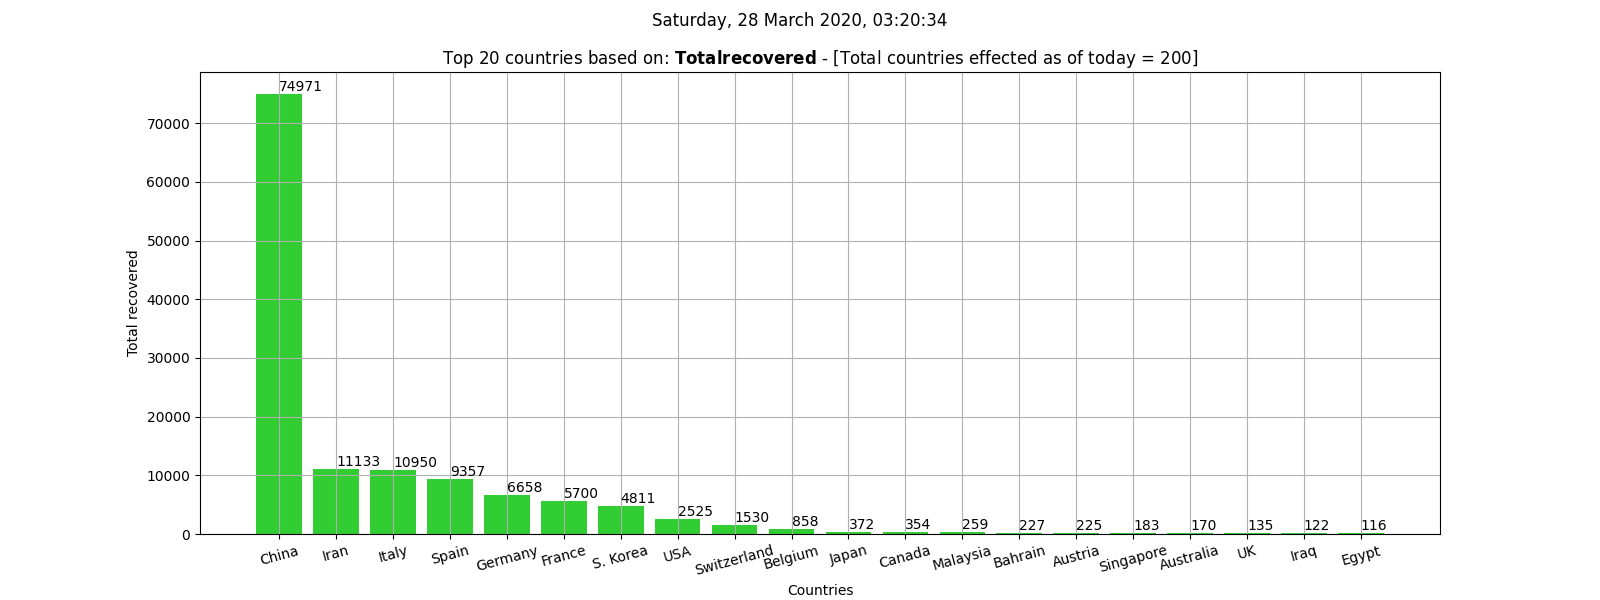 Saturday, 28 March 2020, 03:20:34
Top 20 countries based on: Totalrecovered - [Total countries effected as of today = 200]
Total recovered
70000
60000
50000
40000
30000
20000
10000
0
74971
11133
10950
9357
6658
5700
4811
2525
1530
858
372
354
259
227
225
183
170
135
122
116
China
Iran
Italy
Spain
Germany
France
S. Korea
USA
Switzerland
Belgium
Japan
Canada
Malaysia
Bahrain
Austria
Singapore
Australia
UK
Iraq
Egypt
Countries